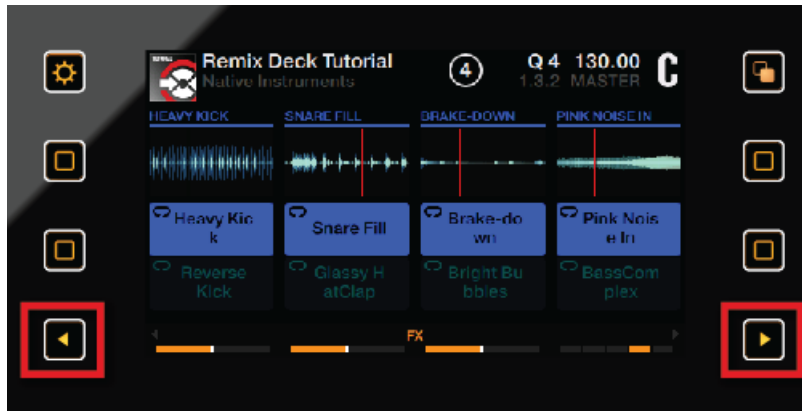 Remix Deck Tutorial
Native Instruments
4
Q 4 130.00
1.3.2 MASTER
C
HEAVY KICK SNARE FILL BRAKE-DOWN PINK NOISE IN
Heavy Kic
k
Snare Fill
Brake-do
wn
Pink Nois
e In
Reverse
Kick
Glassy H
atClap
Bright Bu
bbles
BassCom
plex
FX